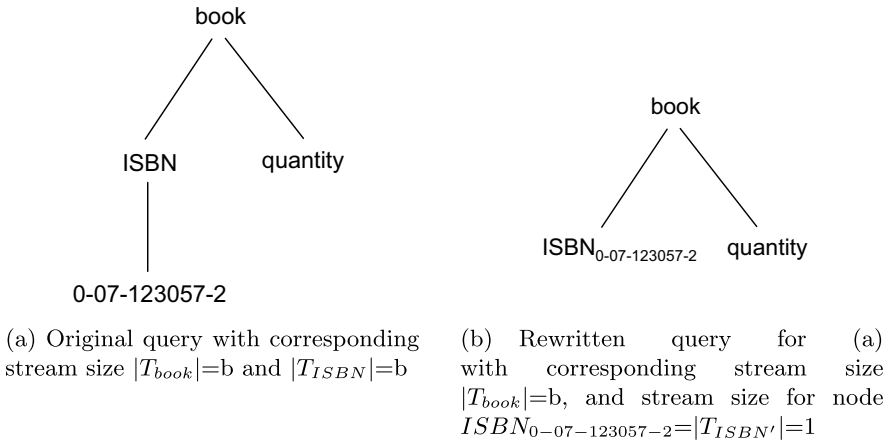 book
ISBN
quantity
0-07-123057-2
(a) Original query with corresponding
stream size |T_book|=b and |T_ISBN|=b
book
ISBN_0-07-123057-2
quantity
(b) Rewritten query for (a)
with corresponding stream size
|T_book|=b, and stream size for node
ISBN_0−07−123057−2=|T_ISBN′|=1